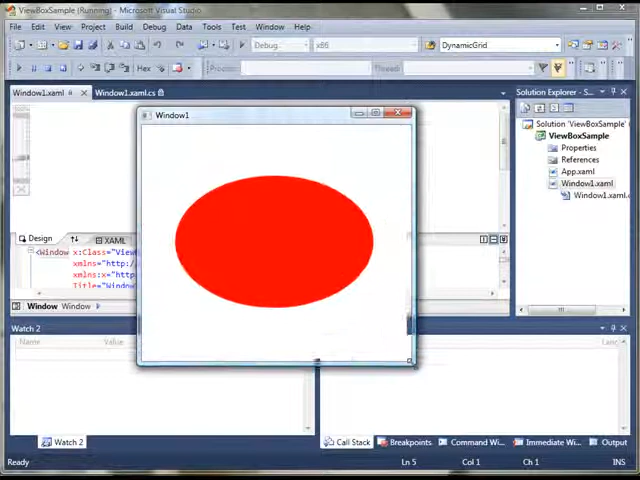 ViewBoxSample (Running) - Microsoft Visual Studio
File Edit View Project Build Debug Data Tools Test Window Help
Debug x86 DynamicGrid
Hex Process: Thread:
Window1.xaml Window1.xaml.cs
Solution Explorer - S...
Window1
Solution 'ViewBoxSample'
ViewBoxSample
Properties
References
App.xaml
Window1.xaml
Window1.xaml.c
Design XAML
<Window x:Class="View
xmlns="http:/
xmlns:x="http
Title="Window
Window Window
Watch 2
Name Value Lang
Watch 2 Call Stack Breakpoints Command Wi... Immediate Wi... Output
Ready Ln 5 Col 1 Ch 1 INS